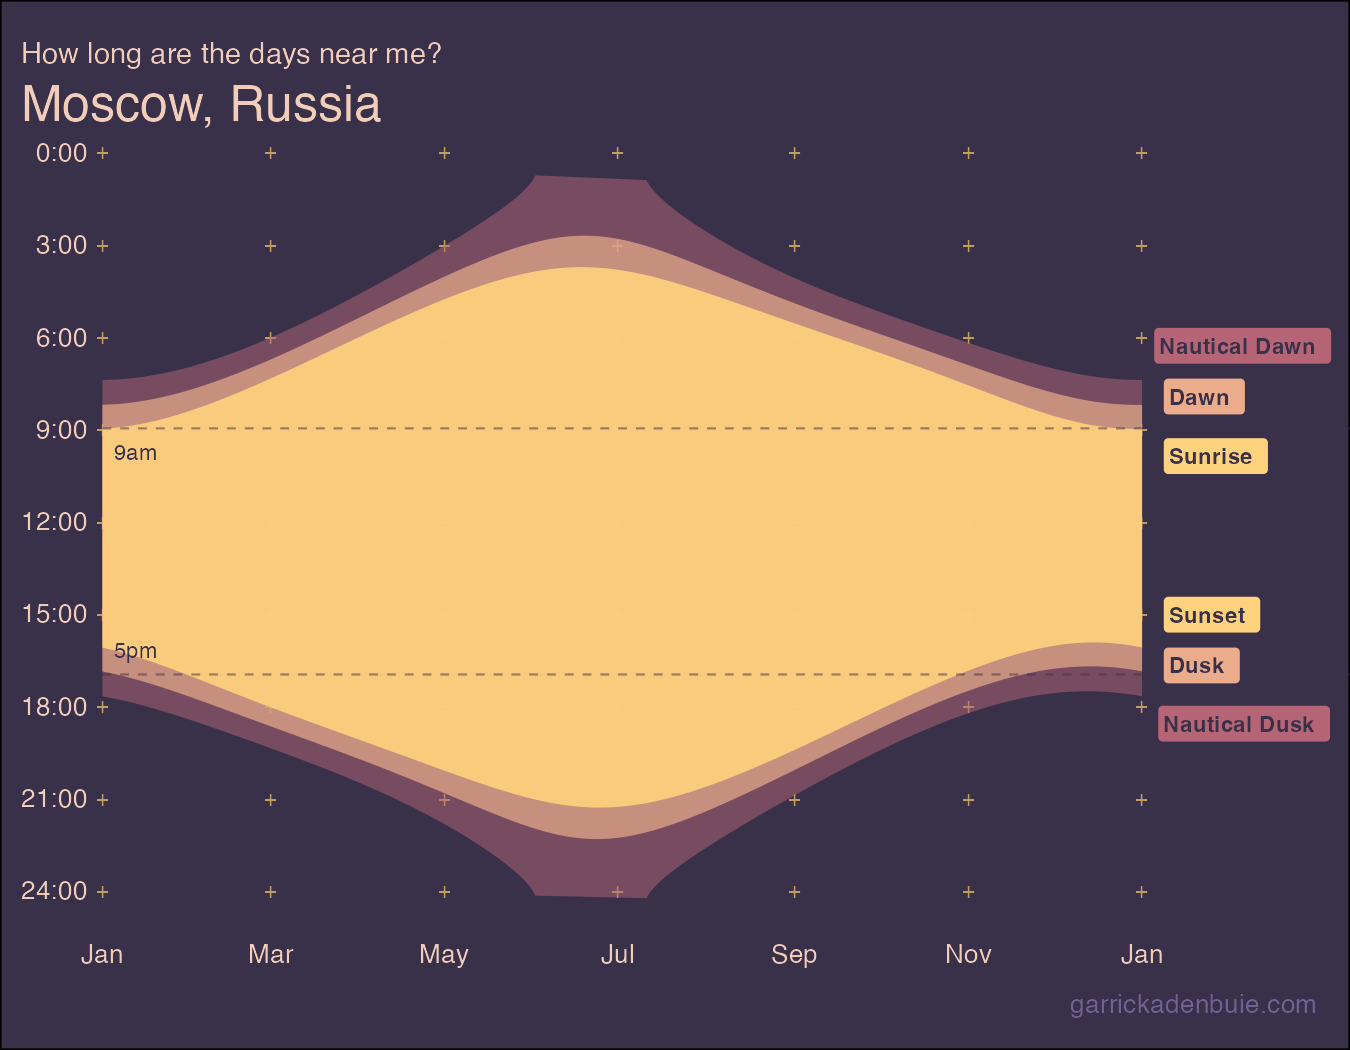 How long are the days near me?
Moscow, Russia
0:00
3:00
6:00
Nautical Dawn
Dawn
9:00
9am
Sunrise
12:00
15:00
Sunset
5pm
Dusk
18:00
Nautical Dusk
21:00
24:00
Jan Mar May Jul Sep Nov Jan
garrickadenbuie.com